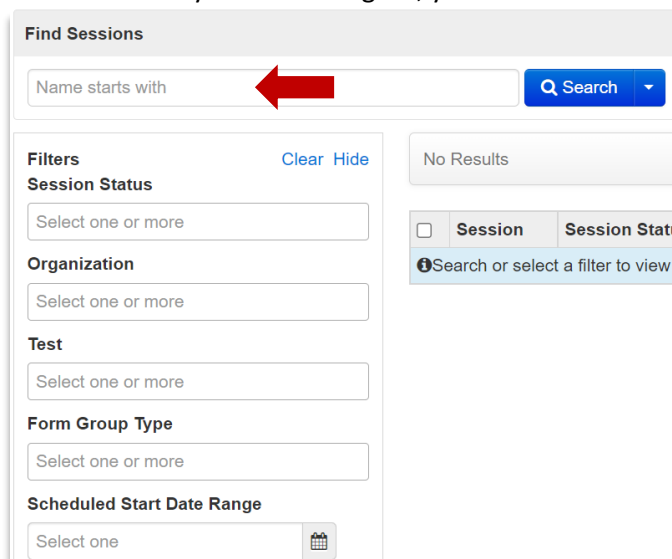 Find Sessions
Name starts with
Search
Filters Clear Hide
Session Status
Select one or more
Organization
Select one or more
Test
Select one or more
Form Group Type
Select one or more
Scheduled Start Date Range
Select one
No Results
Session Session Stat
Search or select a filter to view